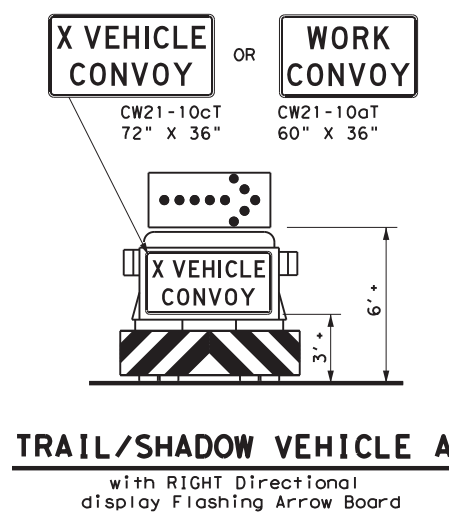 X VEHICLE
CONVOY
OR
WORK
CONVOY
CW21-10cT
72" X 36"
CW21-10aT
60" X 36"
X VEHICLE
CONVOY
6'+
3'+
TRAIL/SHADOW VEHICLE A
with RIGHT Directional
display Flashing Arrow Board